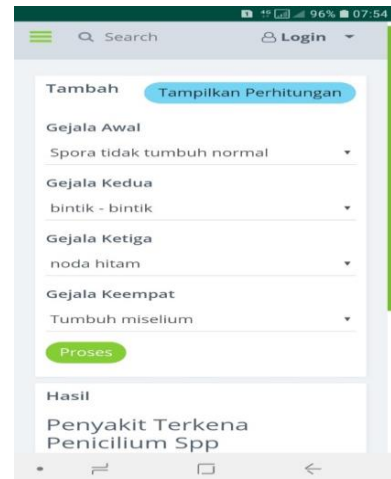 4G 96% 07:54
Search Login
Tambah Tampilkan Perhitungan
Gejala Awal
Spora tidak tumbuh normal
Gejala Kedua
bintik - bintik
Gejala Ketiga
noda hitam
Gejala Keempat
Tumbuh miselium
Proses
Hasil
Penyakit Terkena
Penicilium Spp